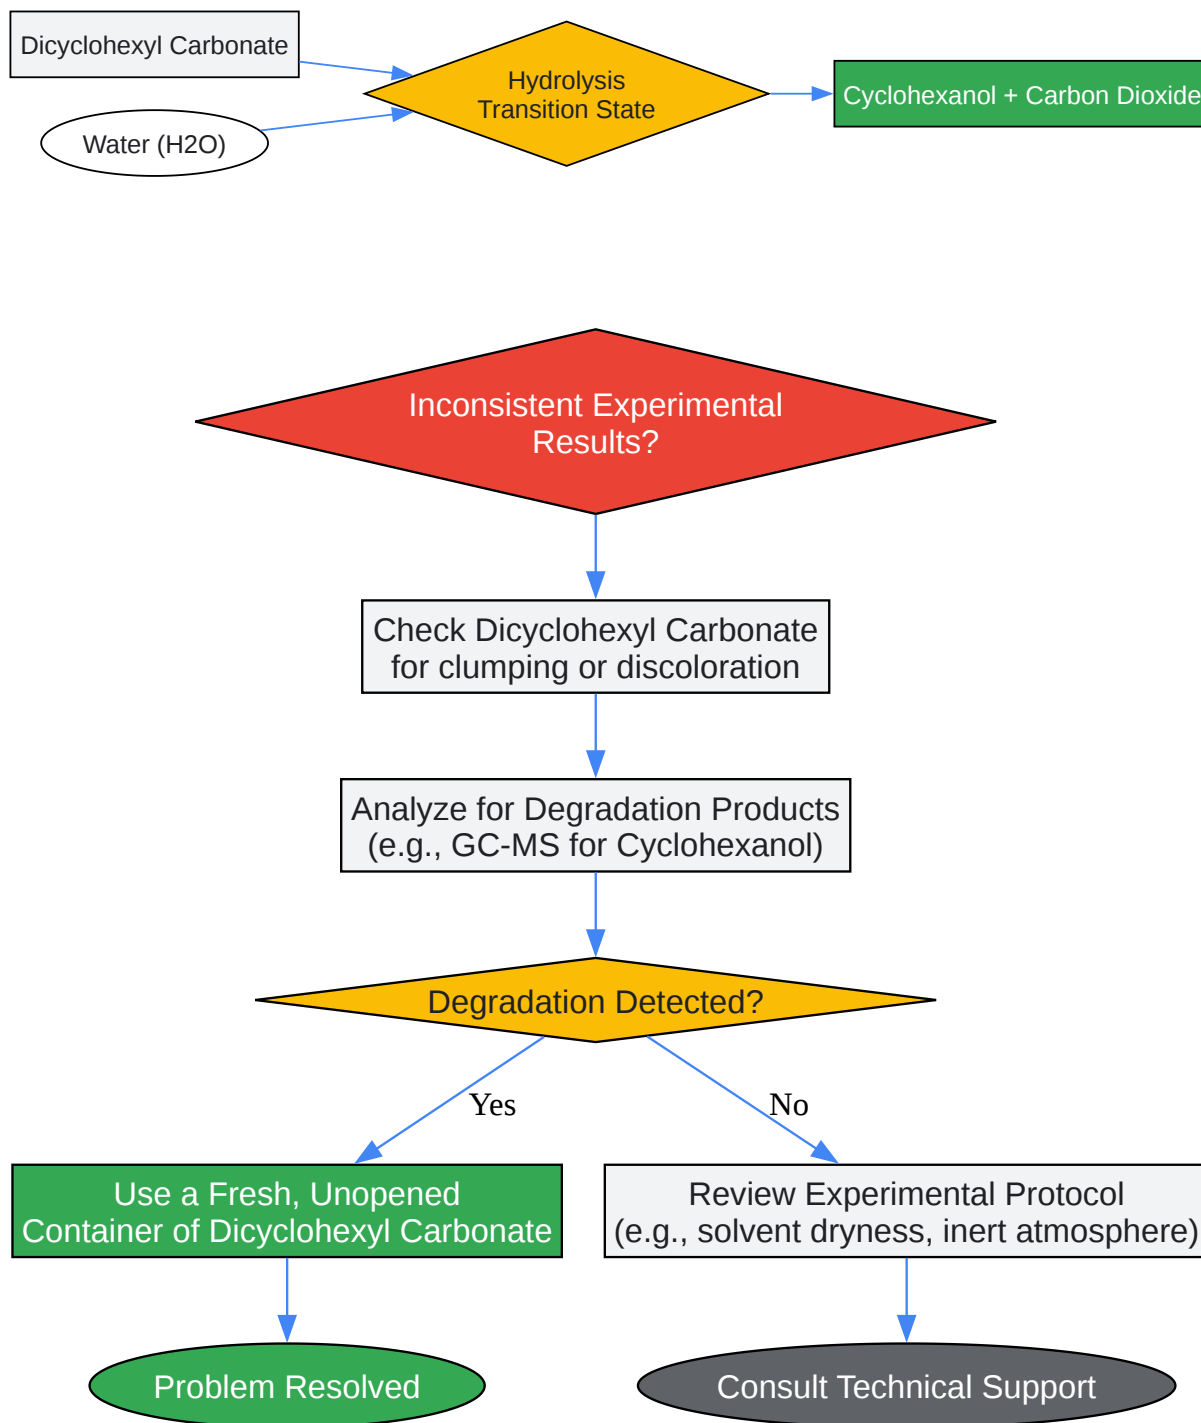 Dicyclohexyl Carbonate
Water (H2O)
Hydrolysis
Transition State
Cyclohexanol + Carbon Dioxide
Inconsistent Experimental
Results?
Check Dicyclohexyl Carbonate
for clumping or discoloration
Analyze for Degradation Products
(e.g., GC-MS for Cyclohexanol)
Degradation Detected?
Yes
No
Use a Fresh, Unopened
Container of Dicyclohexyl Carbonate
Review Experimental Protocol
(e.g., solvent dryness, inert atmosphere)
Problem Resolved
Consult Technical Support